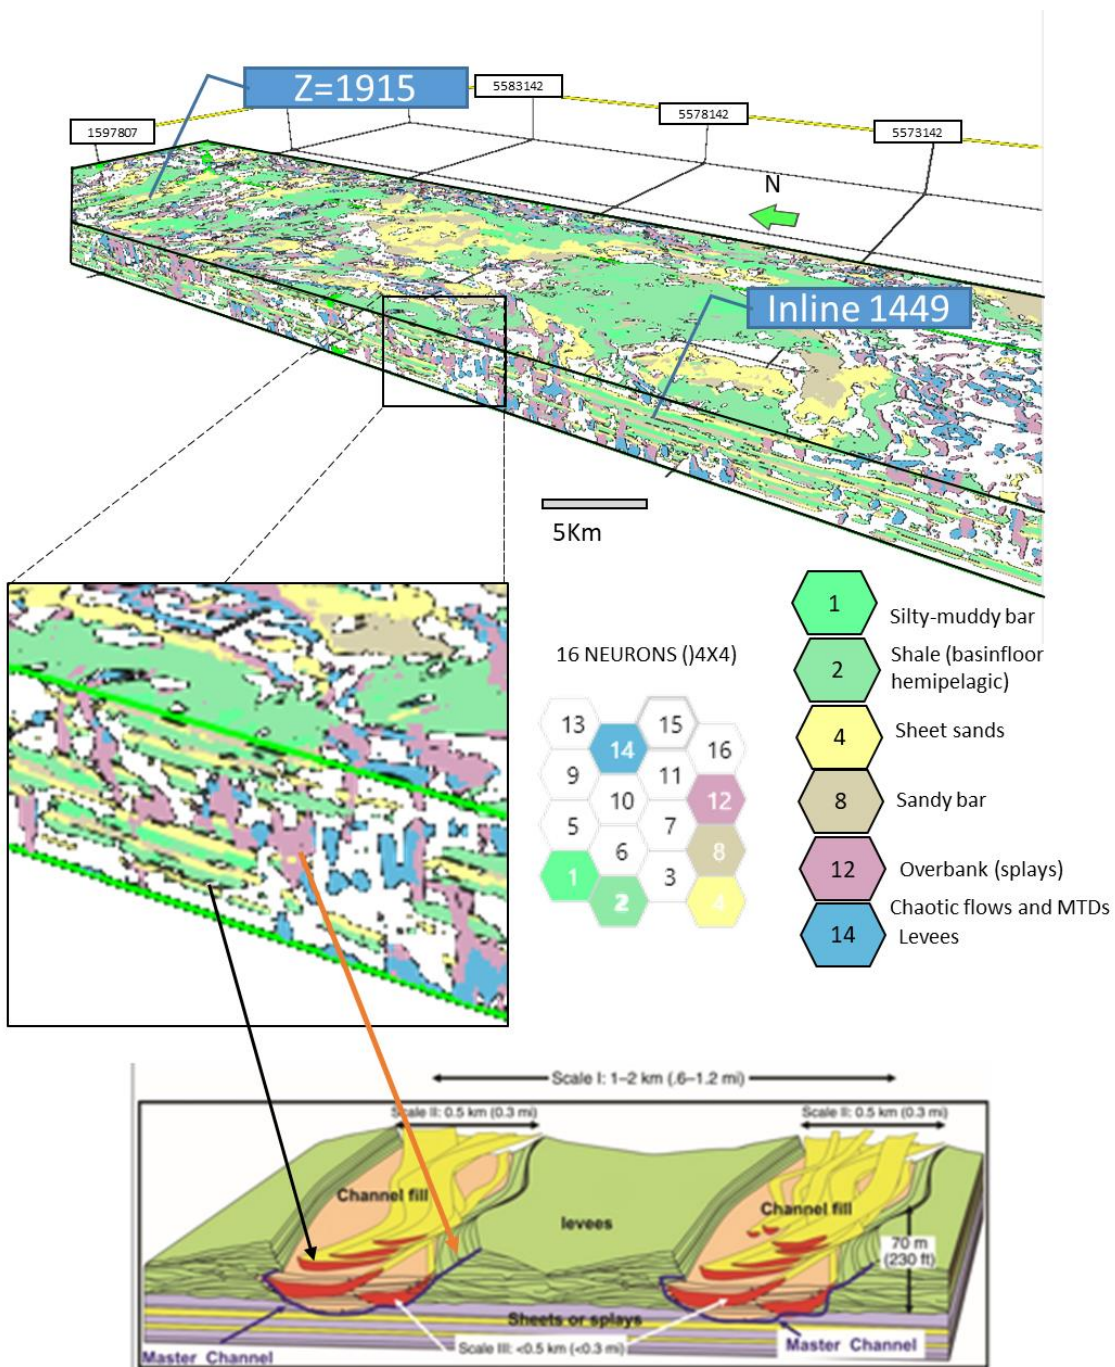 Z=1915
5583142
5578142
1597807
5573142
N
Inline 1449
5Km
16 NEURONS ()4X4)
13
15
14
16
9
11
10
12
5
7
6
8
1
3
2
4
1
Silty-muddy bar
2
Shale (basinfloor
hemipelagic)
4
Sheet sands
8
Sandy bar
12
Overbank (splays)
14
Chaotic flows and MTDs
Levees
Scale I: 1–2 km (.6–1.2 mi)
Scale II: 0.5 km (0.3 mi)
Scale II: 0.5 km (0.3 mi)
Channel fill
levees
Channel fill
70 m
(230 ft)
Sheets or splays
Scale III: <0.5 km (<0.3 mi)
Master Channel
Master Channel